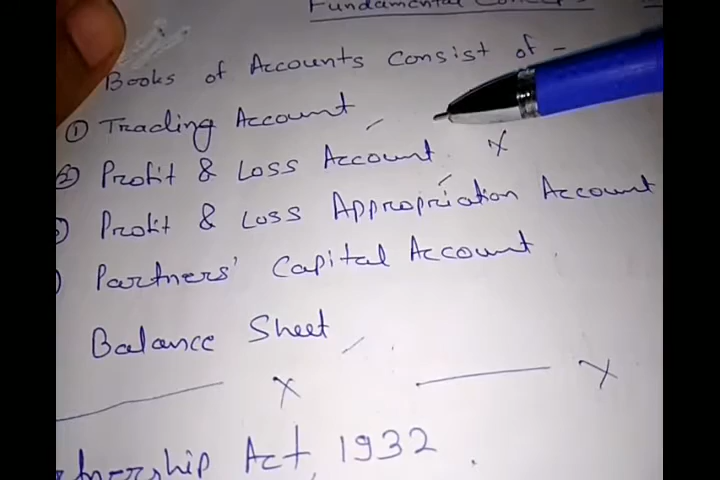 Fundamental
Books of Accounts consist of -
① Trading Account
② Profit & Loss Account X
Profit & Loss Appropriation Account
Partners' Capital Account
Balance Sheet
X X
Act, 1932